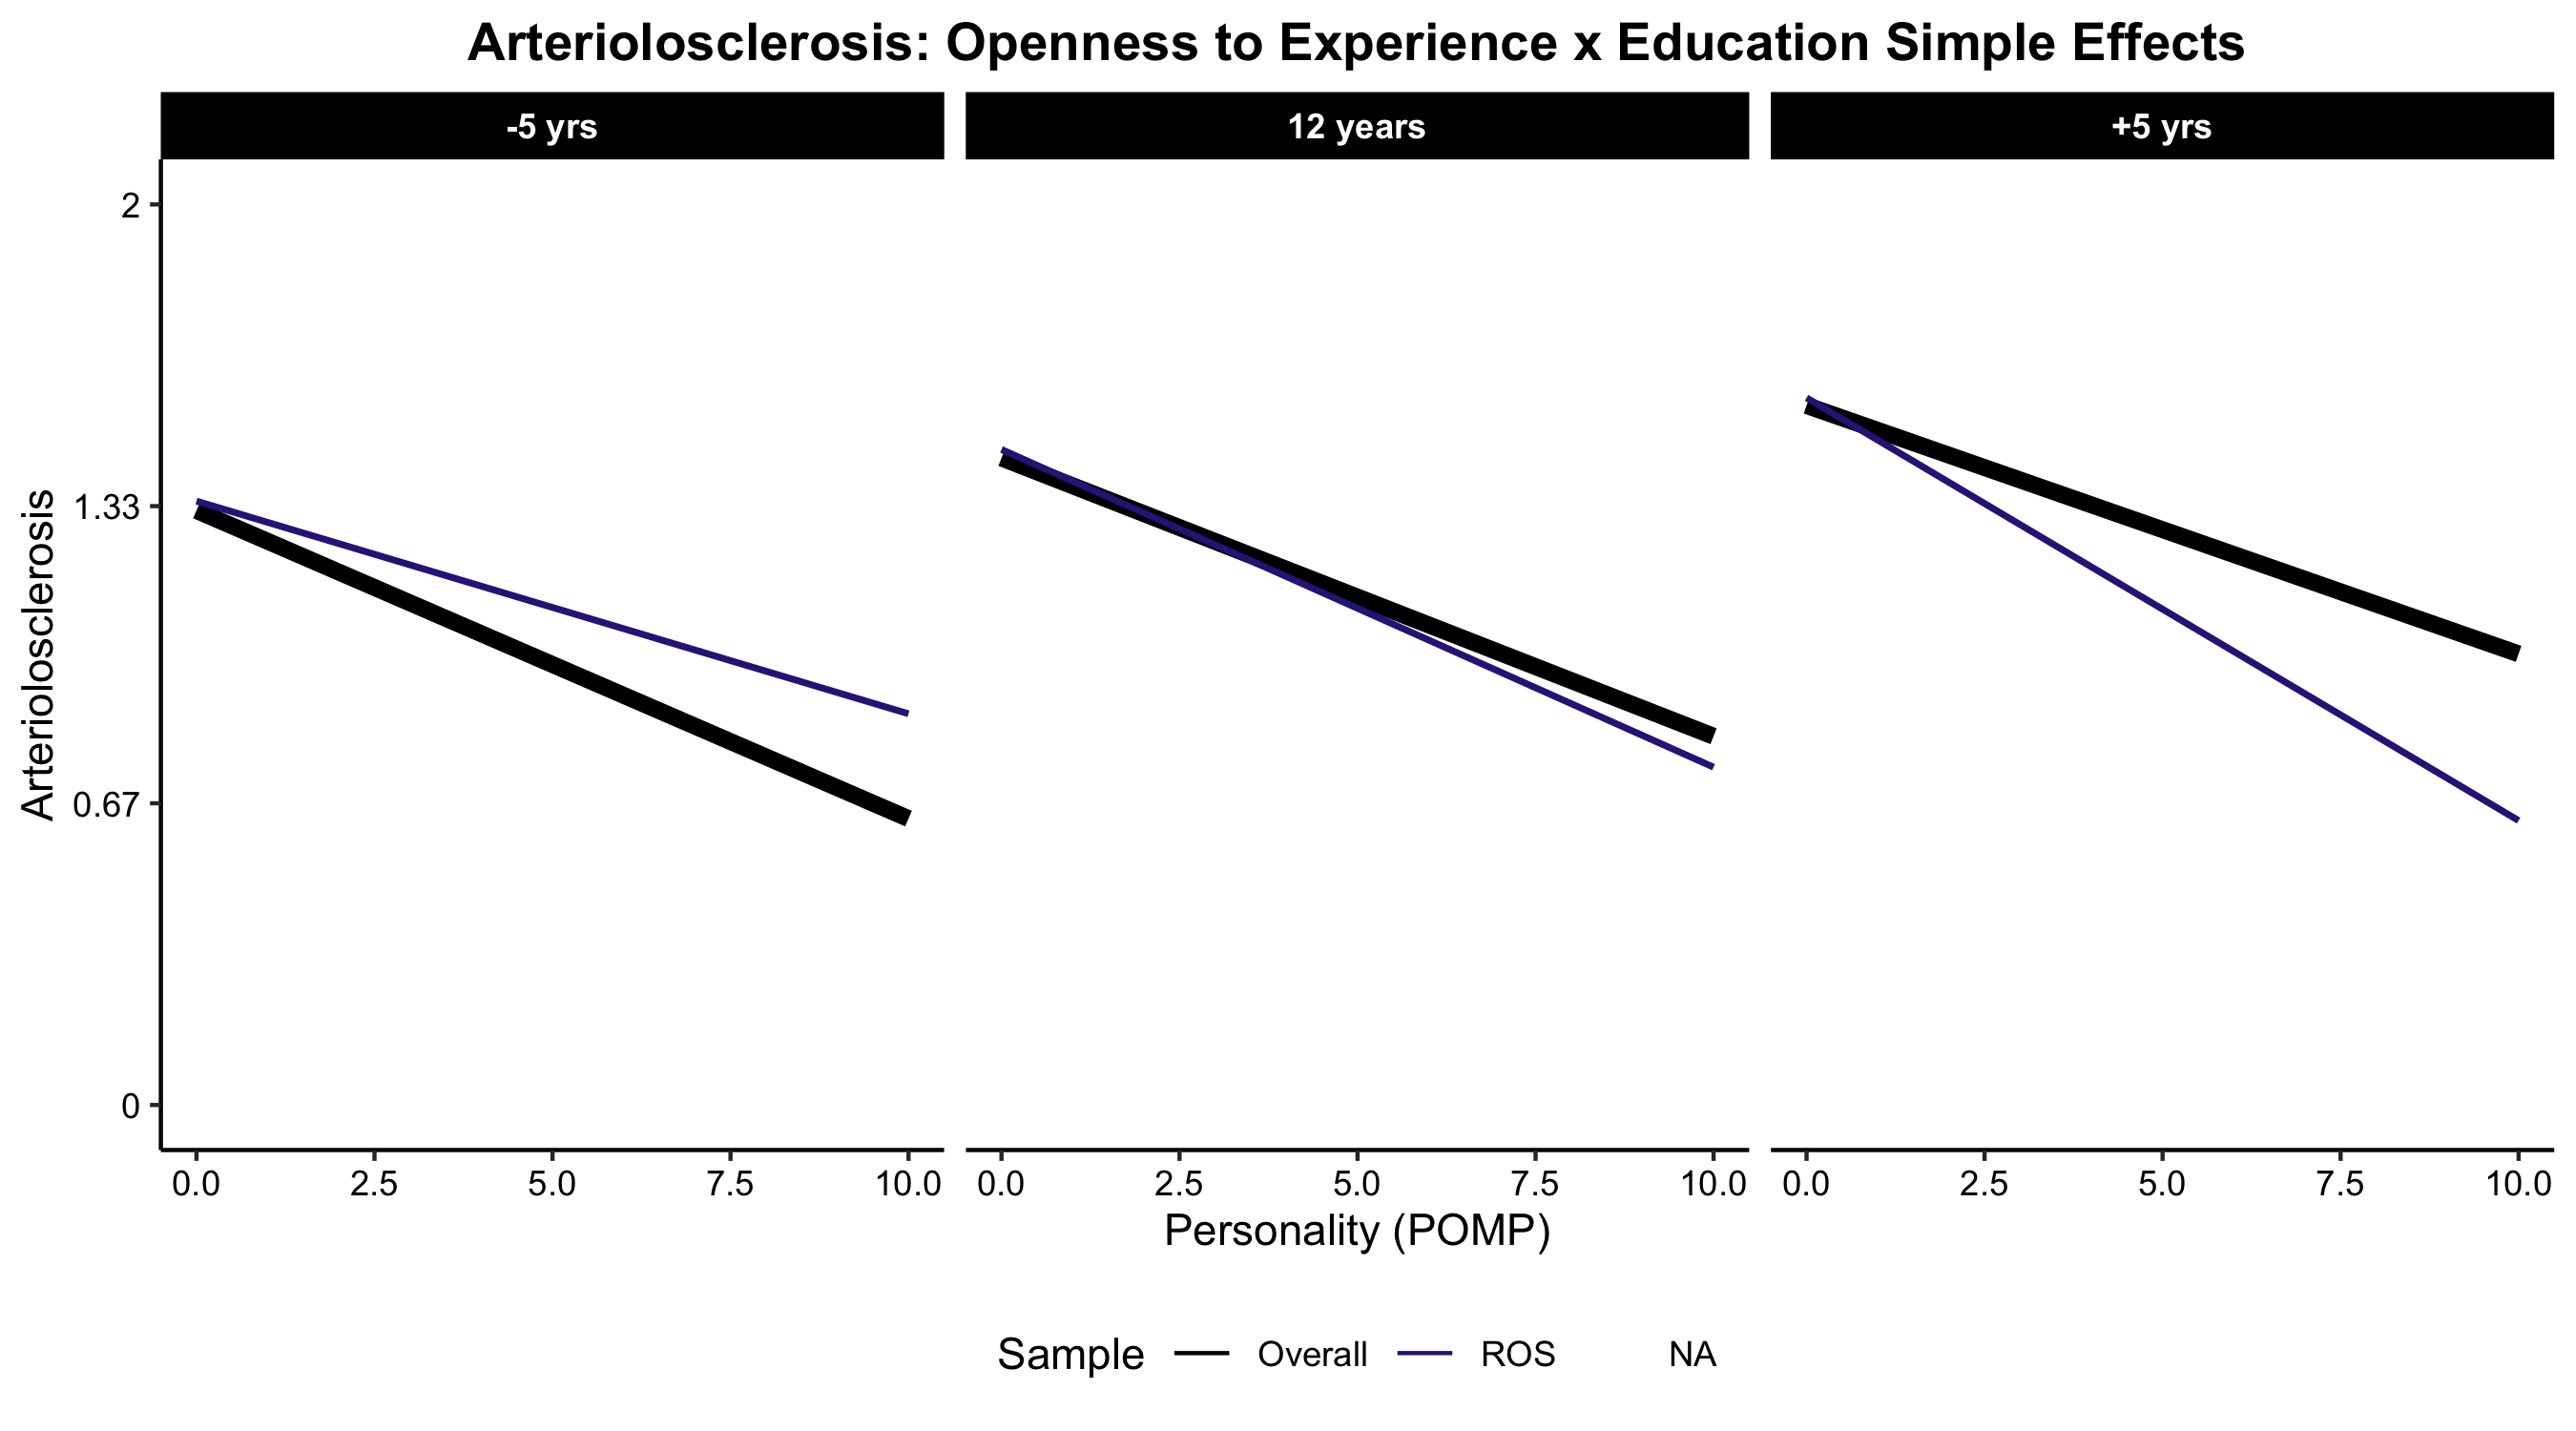 Arteriolosclerosis: Openness to Experience x Education Simple Effects
-5 yrs
12 years
+5 yrs
Arteriolosclerosis
2
1.33
0.67
0
0.0 2.5 5.0 7.5 10.0
0.0 2.5 5.0 7.5 10.0
0.0 2.5 5.0 7.5 10.0
Personality (POMP)
Sample Overall ROS NA